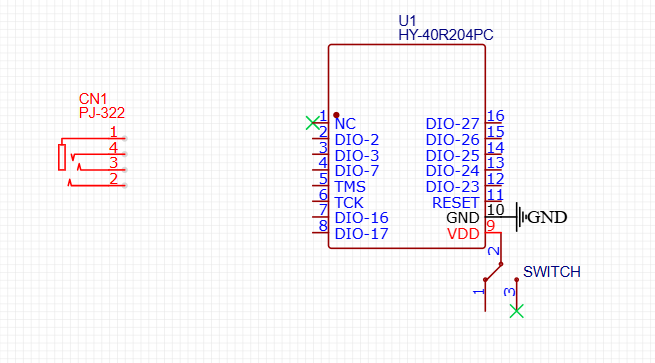 U1
HY-40R204PC
CN1
PJ-322
1
4
3
2
1 NC DIO-27 16
2 DIO-2 DIO-26 15
3 DIO-3 DIO-25 14
4 DIO-7 DIO-24 13
5 TMS DIO-23 12
6 TCK RESET 11
7 DIO-16 GND 10 GND
8 DIO-17 VDD 9
2
SWITCH
1 3